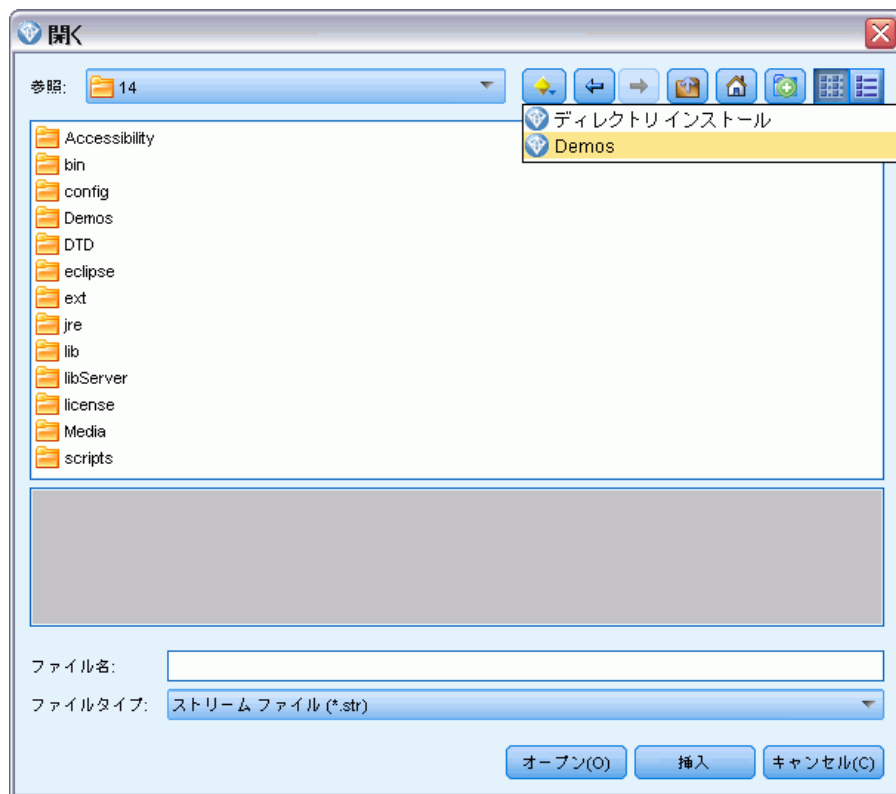 開く
参照: 14
ディレクトリ インストール
Demos
Accessibility
bin
config
Demos
DTD
eclipse
ext
jre
lib
libServer
license
Media
scripts
ファイル名:
ファイルタイプ: ストリーム ファイル (*.str)
オープン(O) 挿入 キャンセル(C)